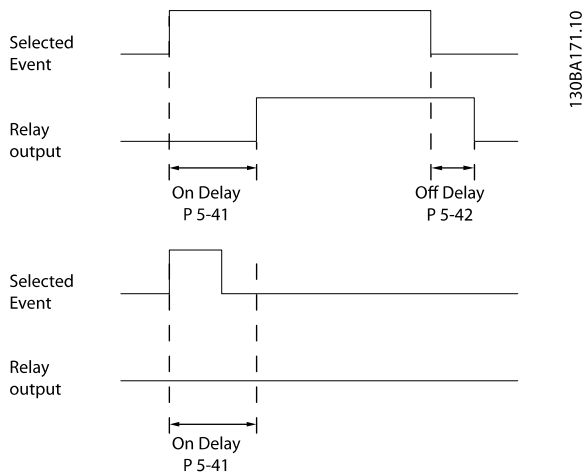 Selected
Event
130BA171.10
Relay
output
On Delay
P 5-41
Off Delay
P 5-42
Selected
Event
Relay
output
On Delay
P 5-41